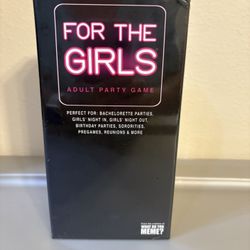 FOR THE
GIRLS
ADULT PARTY GAME
PERFECT FOR: BACHELORETTE PARTIES,
GIRLS' NIGHT IN, GIRLS' NIGHT OUT,
BIRTHDAY PARTIES, SORORITIES,
PREGAMES, REUNIONS & MORE
WHAT DO YOU
MEME?